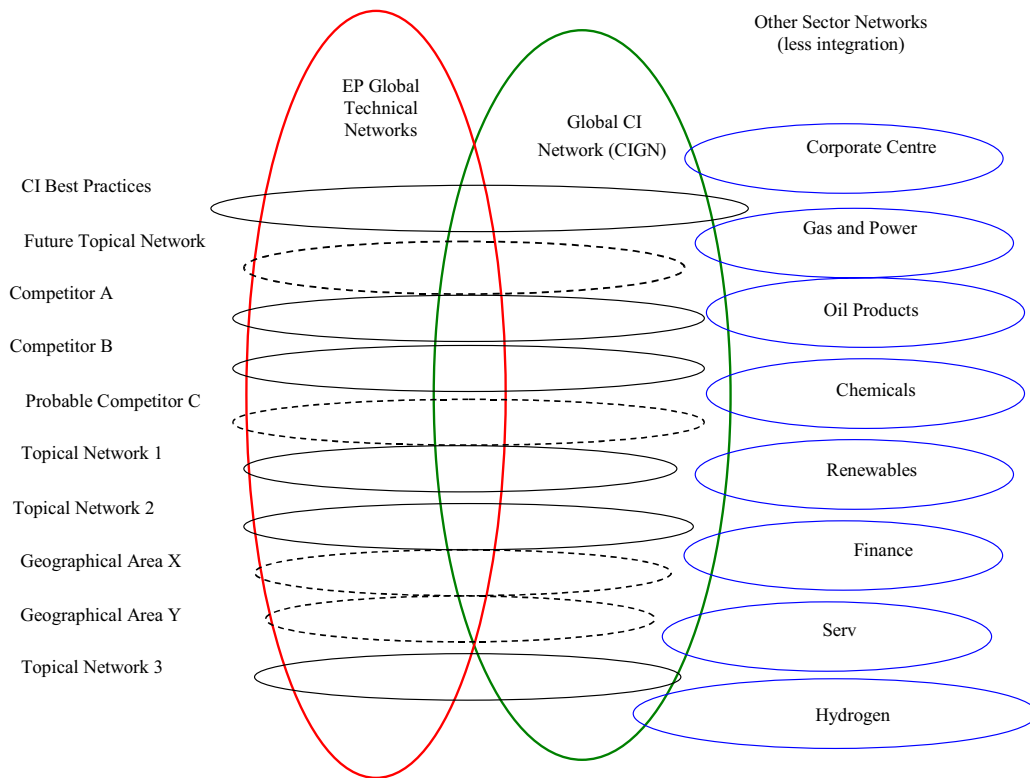 Other Sector Networks
(less integration)
EP Global
Technical
Networks
Global CI
Network (CIGN)
Corporate Centre
CI Best Practices
Gas and Power
Future Topical Network
Competitor A
Oil Products
Competitor B
Chemicals
Probable Competitor C
Topical Network 1
Renewables
Topical Network 2
Finance
Geographical Area X
Geographical Area Y
Serv
Topical Network 3
Hydrogen